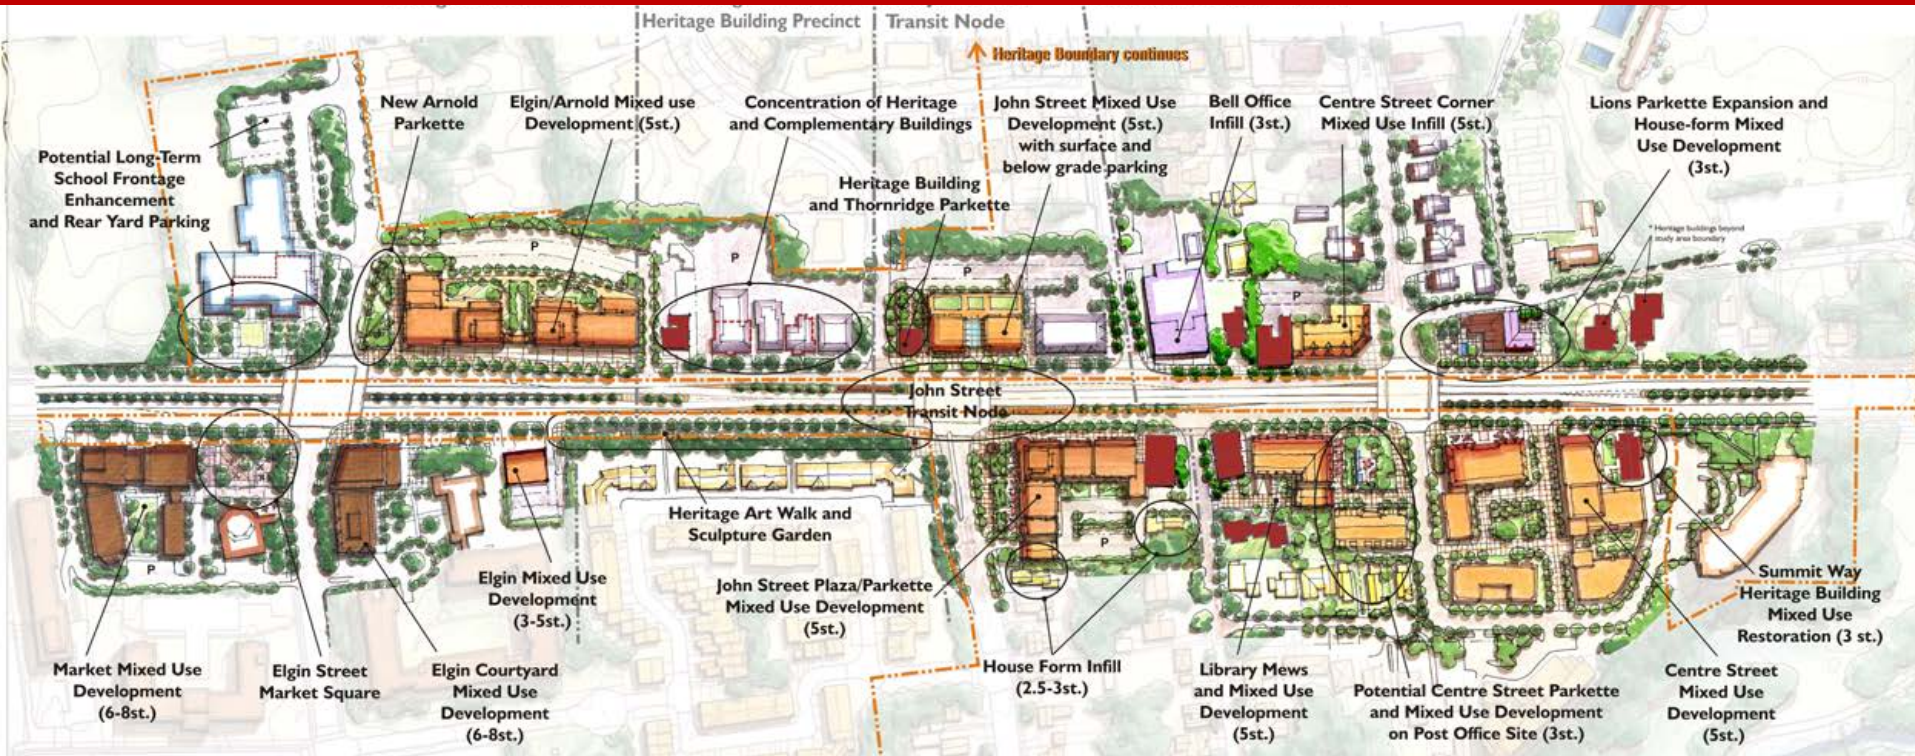 Heritage Building Precinct
Transit Node
Heritage Boundary continues
New Arnold
Parkette
Elgin/Arnold Mixed use
Development (5st.)
Concentration of Heritage
and Complementary Buildings
John Street Mixed Use
Development (5st.)
with surface and
below grade parking
Bell Office
Infill (3st.)
Centre Street Corner
Mixed Use Infill (5st.)
Lions Parkette Expansion and
House-form Mixed
Use Development
(3st.)
Potential Long-Term
School Frontage
Enhancement
and Rear Yard Parking
Heritage Building
and Thornridge Parkette
* Heritage buildings beyond
study area boundary
P
P
P
P
John Street
Transit Node
Heritage Art Walk and
Sculpture Garden
P
P
Elgin Mixed Use
Development
(3-5st.)
John Street Plaza/Parkette
Mixed Use Development
(5st.)
Summit Way
Heritage Building
Mixed Use
Restoration (3 st.)
Market Mixed Use
Development
(6-8st.)
Elgin Street
Market Square
Elgin Courtyard
Mixed Use
Development
(6-8st.)
House Form Infill
(2.5-3st.)
Library Mews
and Mixed Use
Development
(5st.)
Potential Centre Street Parkette
and Mixed Use Development
on Post Office Site (3st.)
Centre Street
Mixed Use
Development
(5st.)